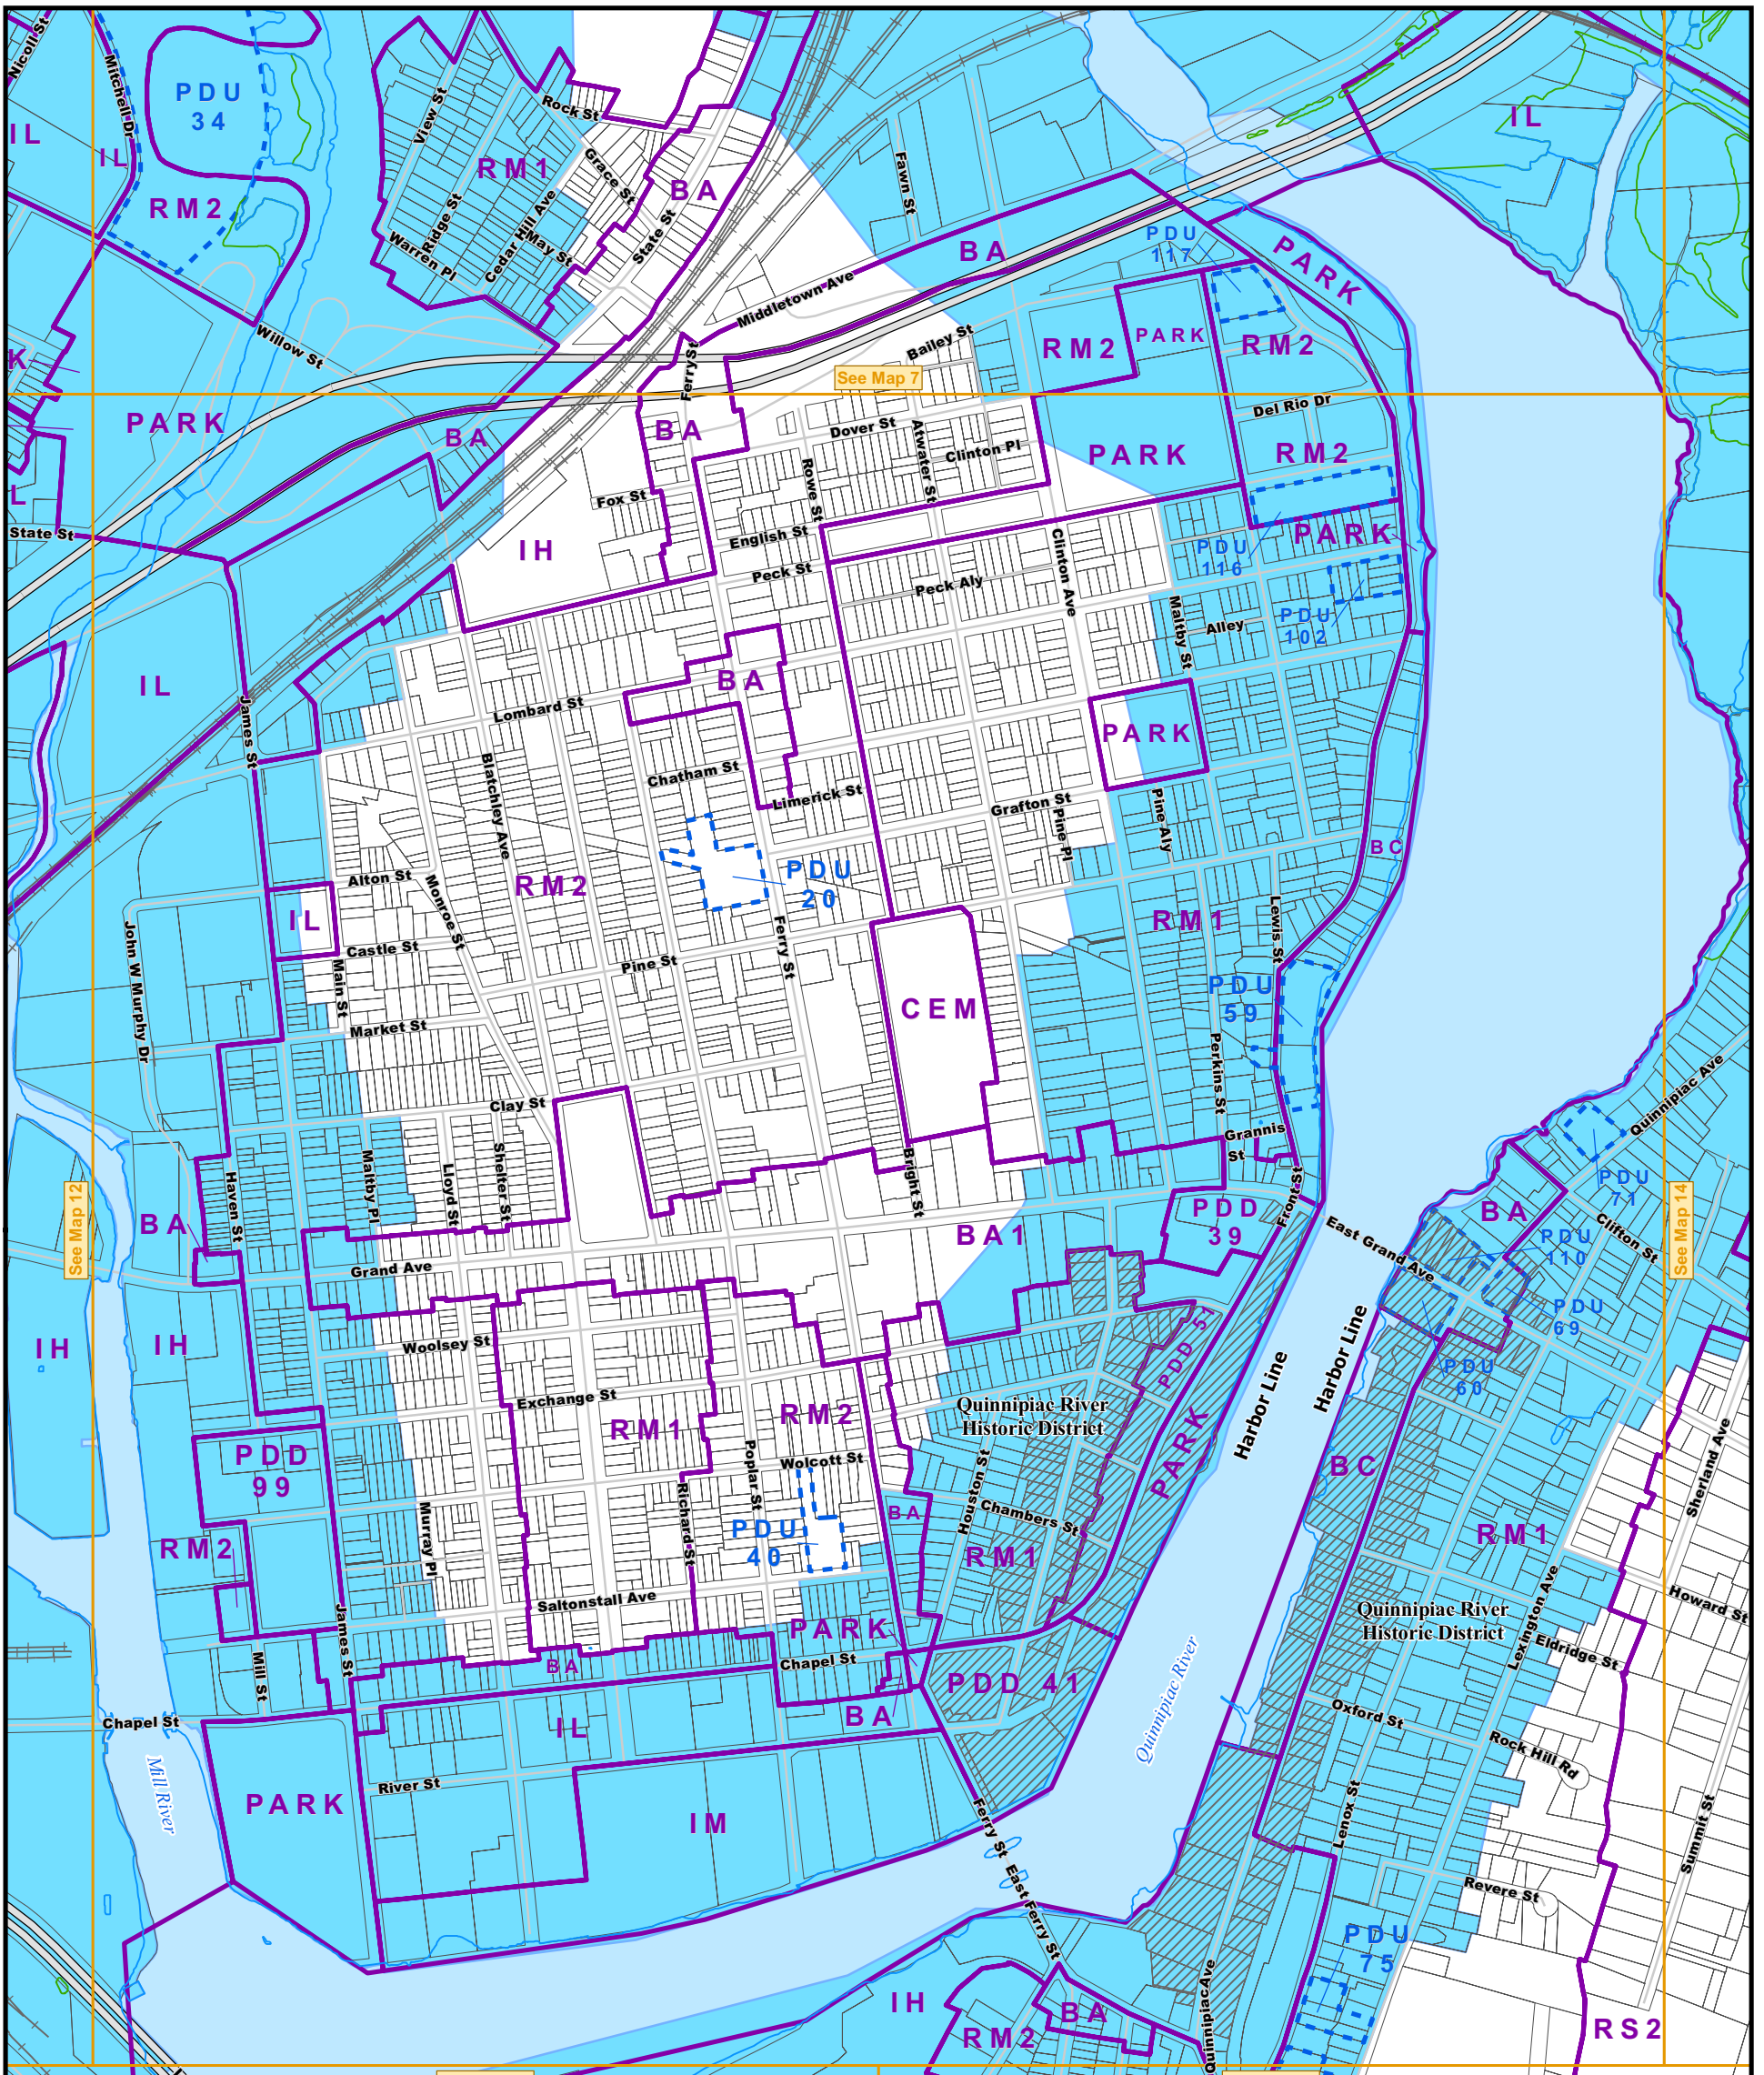 Nicoll St
Mitchell Dr
PDU
34
IL
IL
RM2
View St
Rock St
RM1
Grace St
BA
Ridge St
Cedar Hill Ave
May St
Warren Pl
State St
Fawn St
IL
PDU
117
PARK
BA
Middletown Ave
Willow St
K
Ferry St
Bailey St
See Map 7
RM2
PARK
RM2
Del Rio Dr
PARK
BA
BA
Dover St
Atwater St
Clinton Pl
PARK
RM2
L
Rowe St
Fox St
State St
IH
English St
Peck St
Peck Aly
Clinton Ave
PDU
116
PARK
PDU
102
Maltby St
Alley
IL
James St
BA
Lombard St
PARK
Blatchley Ave
Chatham St
Limerick St
Grafton St
Pine Pl
Pine Aly
BC
Alton St
RM2
PDU
20
Monroe St
IL
Castle St
Main St
Pine St
Ferry St
RM1
Lewis St
John W Murphy Dr
CEM
PDU
59
Market St
Perkins St
Clay St
Grannis
St
Quinnipiac Ave
Haven St
Maltby Pl
Lloyd St
Shelter St
Bright St
Front St
PDU
71
See Map 12
BA
BA1
PDD
39
BA
East Grand Ave
Clifton St
See Map 14
PDU
110
Grand Ave
PDU
69
IH
IH
Woolsey St
PDD 51
Harbor Line
Harbor Line
PDU
60
Exchange St
RM1
RM2
Quinnipiac River
Historic District
PARK
BC
PDD
99
Poplar St
Wolcott St
Houston St
Sherland Ave
RM2
Murray Pl
Richard St
PDU
40
BA
Chambers St
RM1
RM1
Saltonstall Ave
PARK
Quinnipiac River
Historic District
Lexington Ave
Howard St
Eldridge St
James St
Mill St
BA
Chapel St
PDD 41
Chapel St
IL
BA
Quinnipiac River
Oxford St
Rock Hill Rd
Mill River
PARK
River St
IM
Ferry St
Lenox St
Summit St
East Ferry St
Revere St
PDU
75
IH
BA
RM2
Quinnipiac Ave
RS2